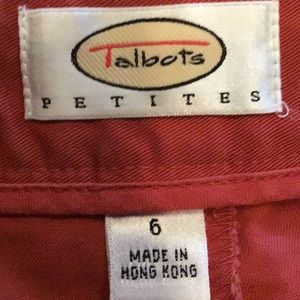 Talbots
PETITES
6
MADE IN
HONG KONG